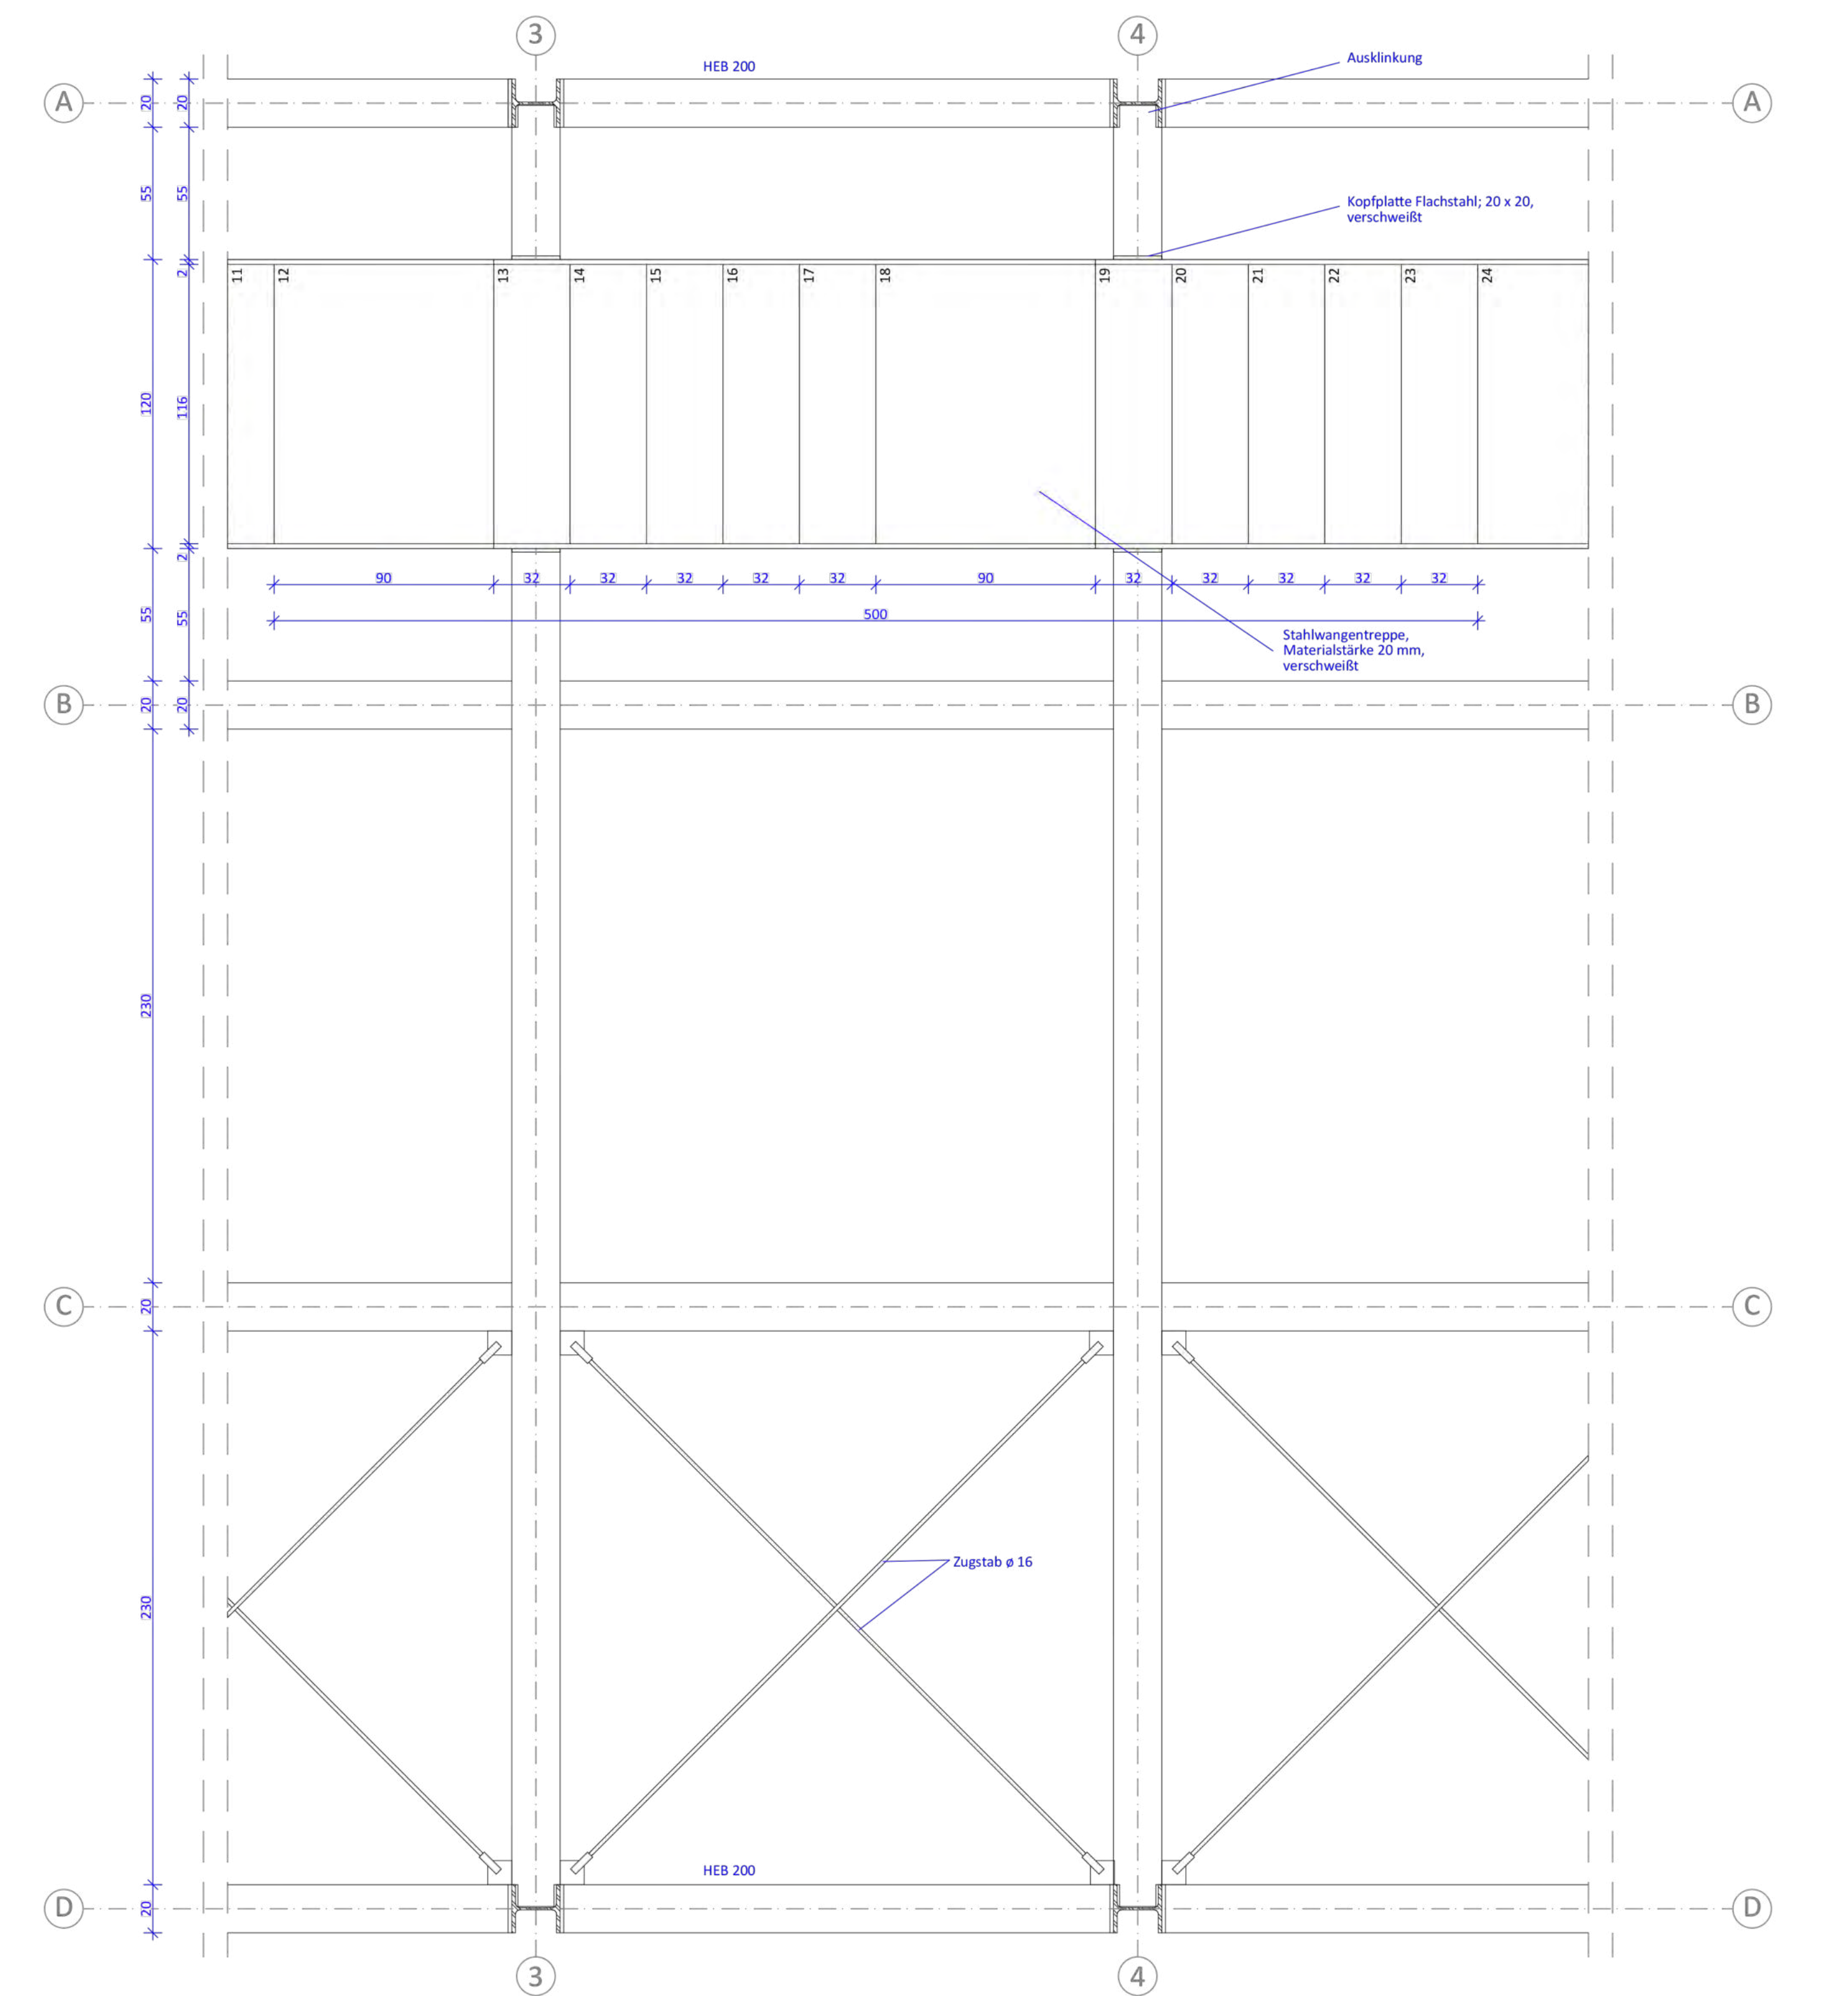 3
4
HEB 200
Ausklinkung
A
20
20
A
55
55
Kopfplatte Flachstahl; 20 x 20,
verschweißt
2
11
12
13
14
15
16
17
18
19
20
21
22
23
24
120
116
2
90
32
32
32
32
32
90
32
32
32
32
32
500
55
55
Stahlwangentreppe,
Materialstärke 20 mm,
verschweißt
B
20
20
B
230
C
20
C
Zugstab ø 16
230
HEB 200
D
20
D
3
4